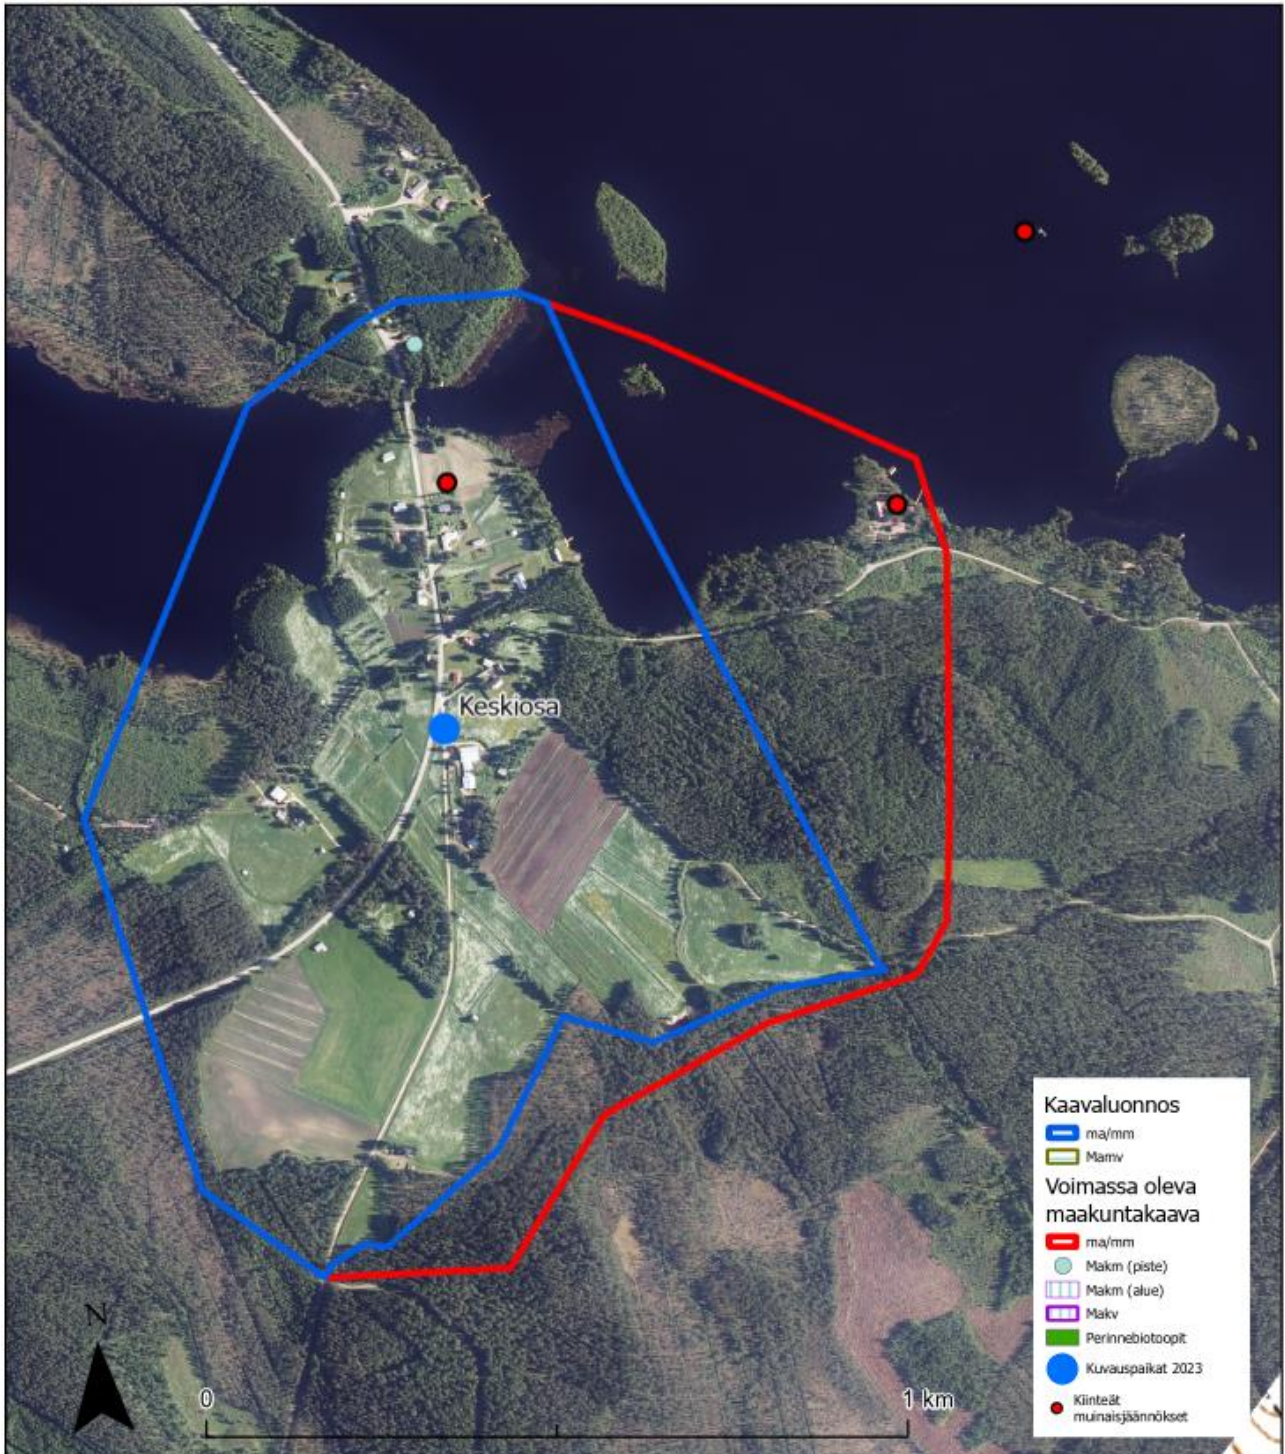 Keskiosa
Kaavaluonnos
ma/mm
Mamv
Voimassa oleva
maakuntakaava
ma/mm
Makm (piste)
Makm (alue)
Makv
Perinnebiotoopit
Kuvauspaikat 2023
Kiinteät
muinaisjäännökset
N
0
1 km